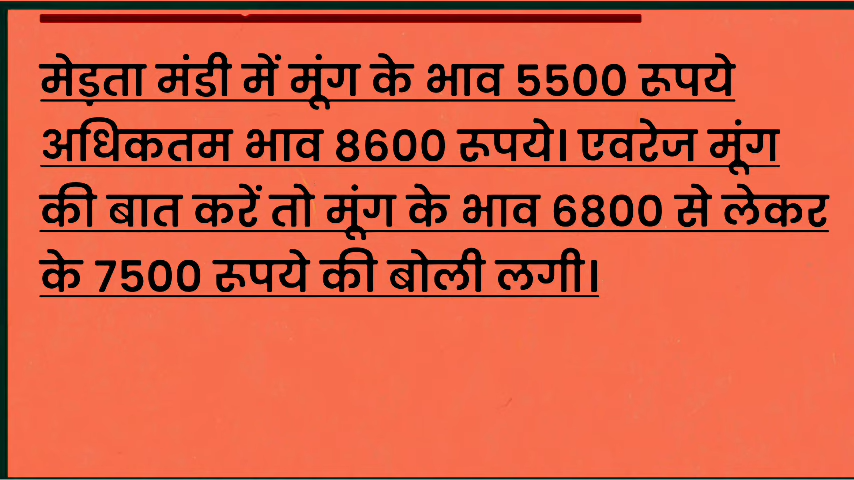 मेड़ता मंडी में मूंग के भाव 5500 रूपये
अधिकतम भाव 8600 रूपये। एवरेज मूंग
की बात करें तो मूंग के भाव 6800 से लेकर
के 7500 रूपये की बोली लगी।